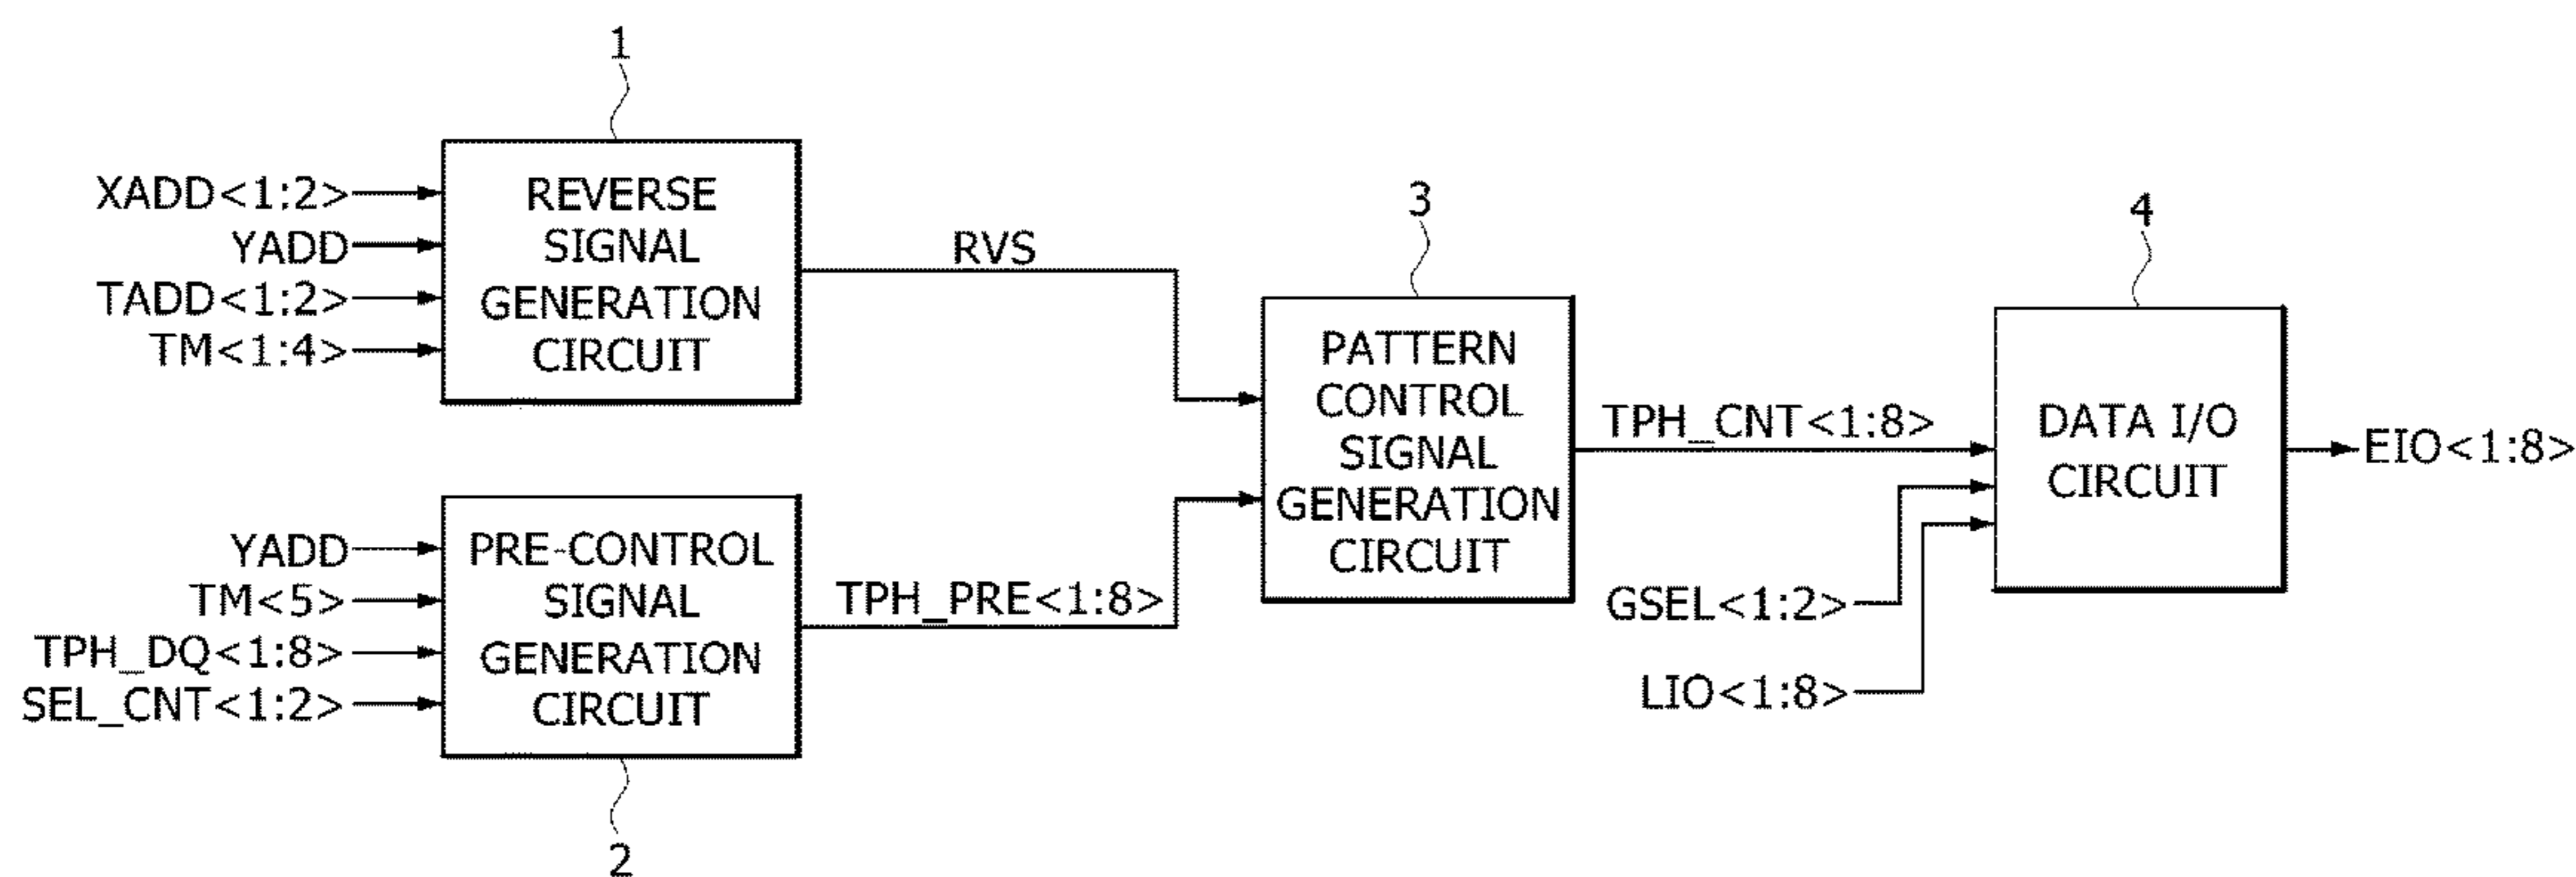 1
XADD<1:2>
YADD
TADD<1:2>
TM<1:4>
REVERSE
SIGNAL
GENERATION
CIRCUIT
RVS
YADD
TM<5>
TPH_DQ<1:8>
SEL_CNT<1:2>
PRE-CONTROL
SIGNAL
GENERATION
CIRCUIT
2
TPH_PRE<1:8>
3
PATTERN
CONTROL
SIGNAL
GENERATION
CIRCUIT
TPH_CNT<1:8>
GSEL<1:2>
LIO<1:8>
4
DATA I/O
CIRCUIT
EIO<1:8>